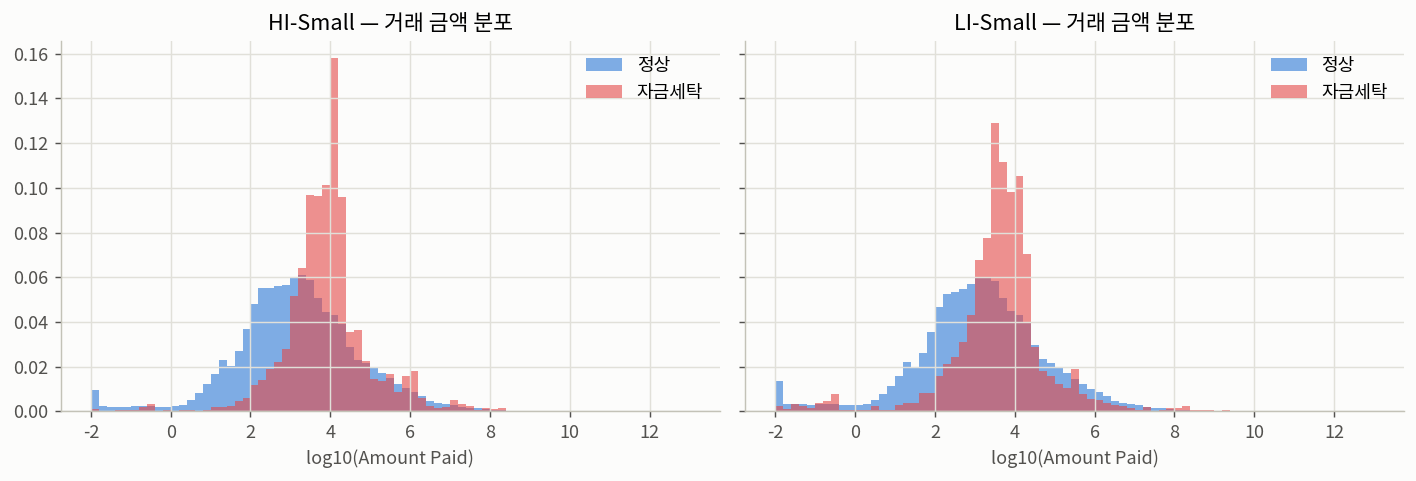 HI-Small — 거래 금액 분포
LI-Small — 거래 금액 분포
정상
자금세탁
정상
자금세탁
0.16
0.14
0.12
0.10
0.08
0.06
0.04
0.02
0.00
-2 0 2 4 6 8 10 12
-2 0 2 4 6 8 10 12
log10(Amount Paid)
log10(Amount Paid)